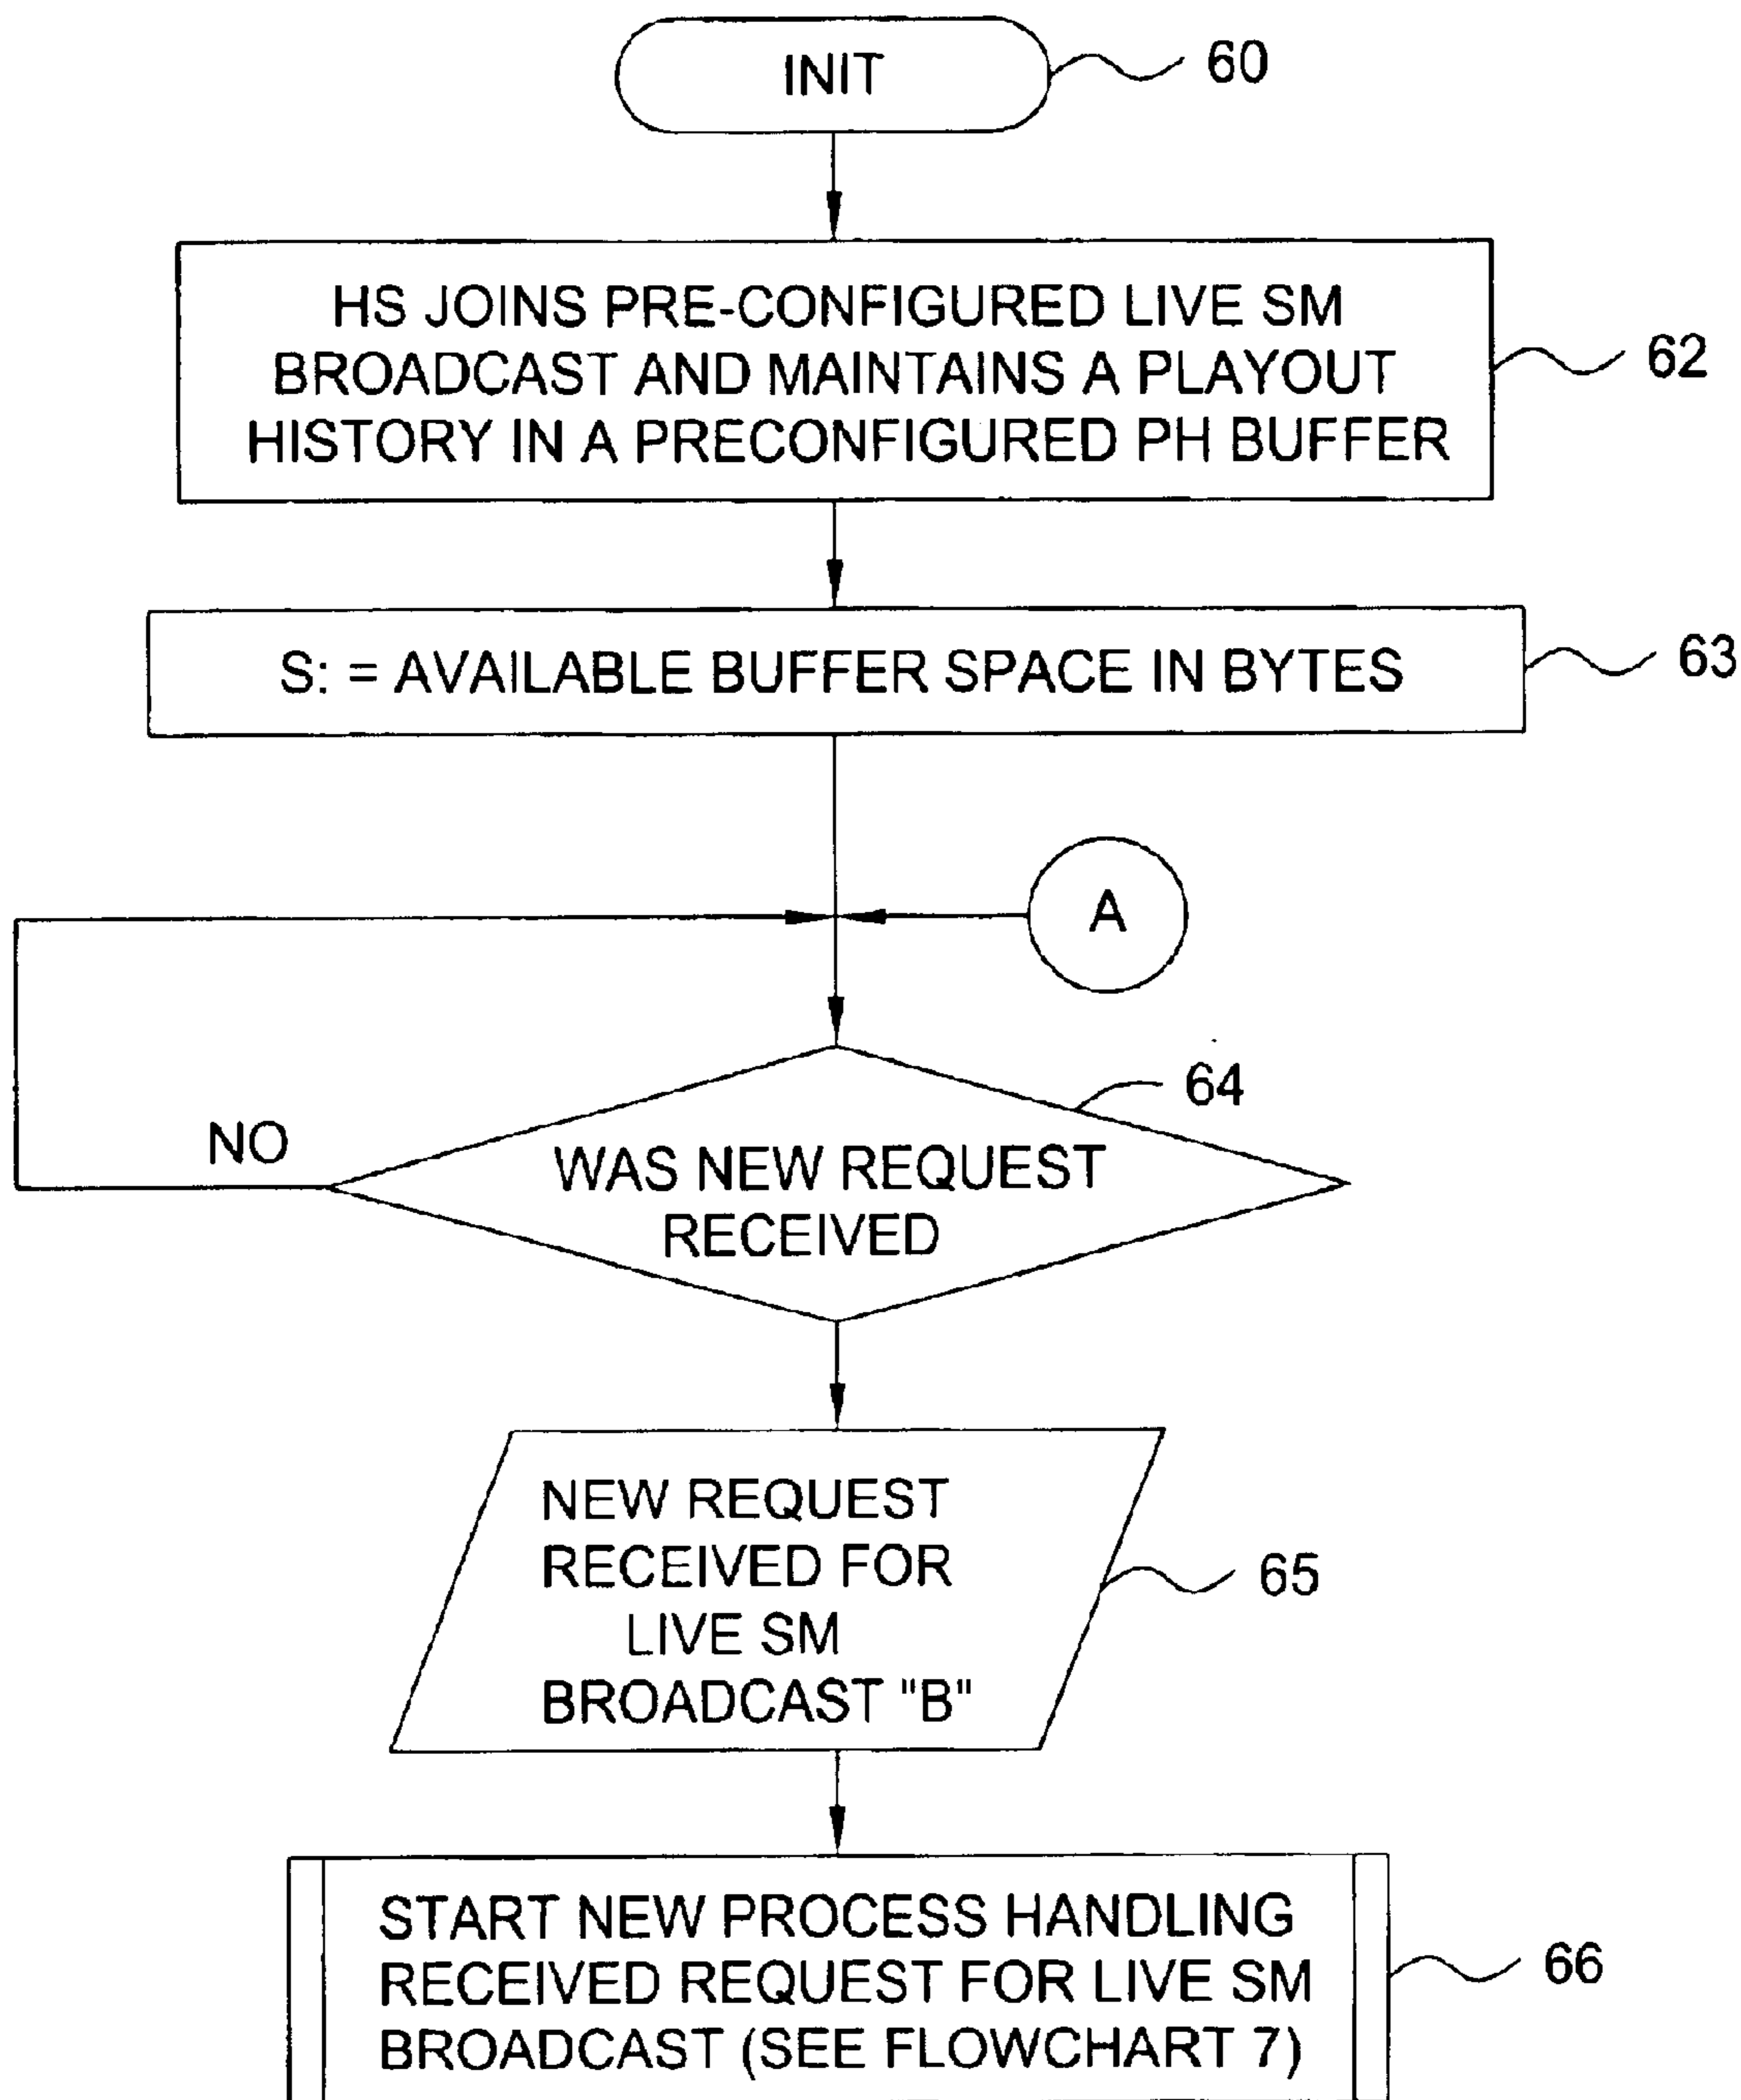 INIT
60
HS JOINS PRE-CONFIGURED LIVE SM
BROADCAST AND MAINTAINS A PLAYOUT
HISTORY IN A PRECONFIGURED PH BUFFER
62
S: = AVAILABLE BUFFER SPACE IN BYTES
63
A
64
NO
WAS NEW REQUEST
RECEIVED
NEW REQUEST
RECEIVED FOR
LIVE SM
BROADCAST "B"
65
START NEW PROCESS HANDLING
RECEIVED REQUEST FOR LIVE SM
BROADCAST (SEE FLOWCHART 7)
66